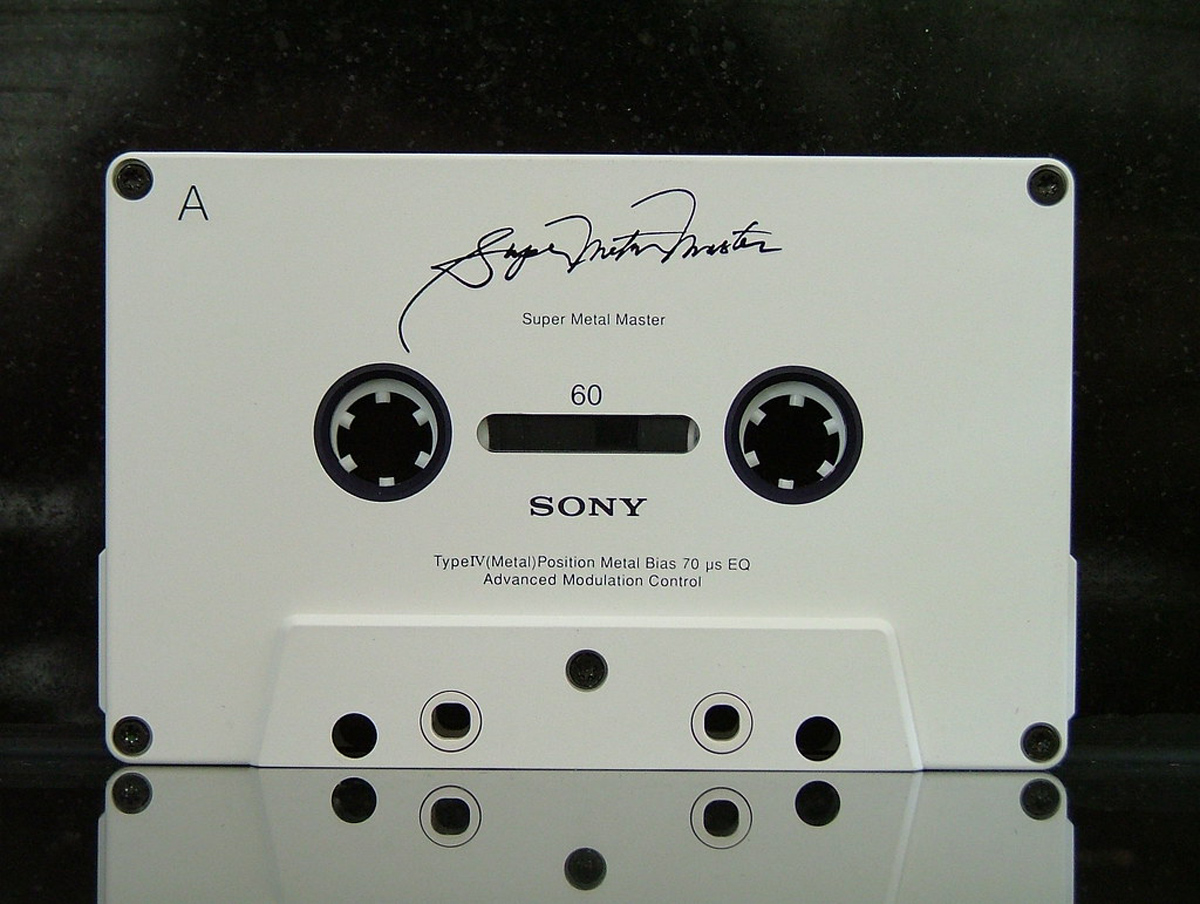 A
Super Metal Master
Super Metal Master
60
SONY
TypeⅣ(Metal)Position Metal Bias 70 µs EQ
Advanced Modulation Control